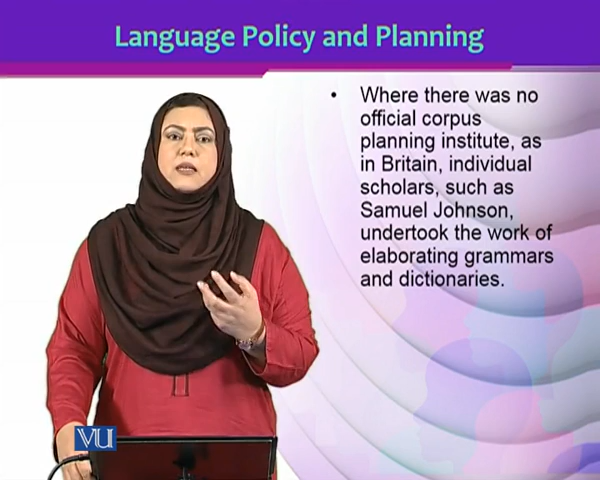 Language Policy and Planning
• Where there was no
official corpus
planning institute, as
in Britain, individual
scholars, such as
Samuel Johnson,
undertook the work of
elaborating grammars
and dictionaries.
VU